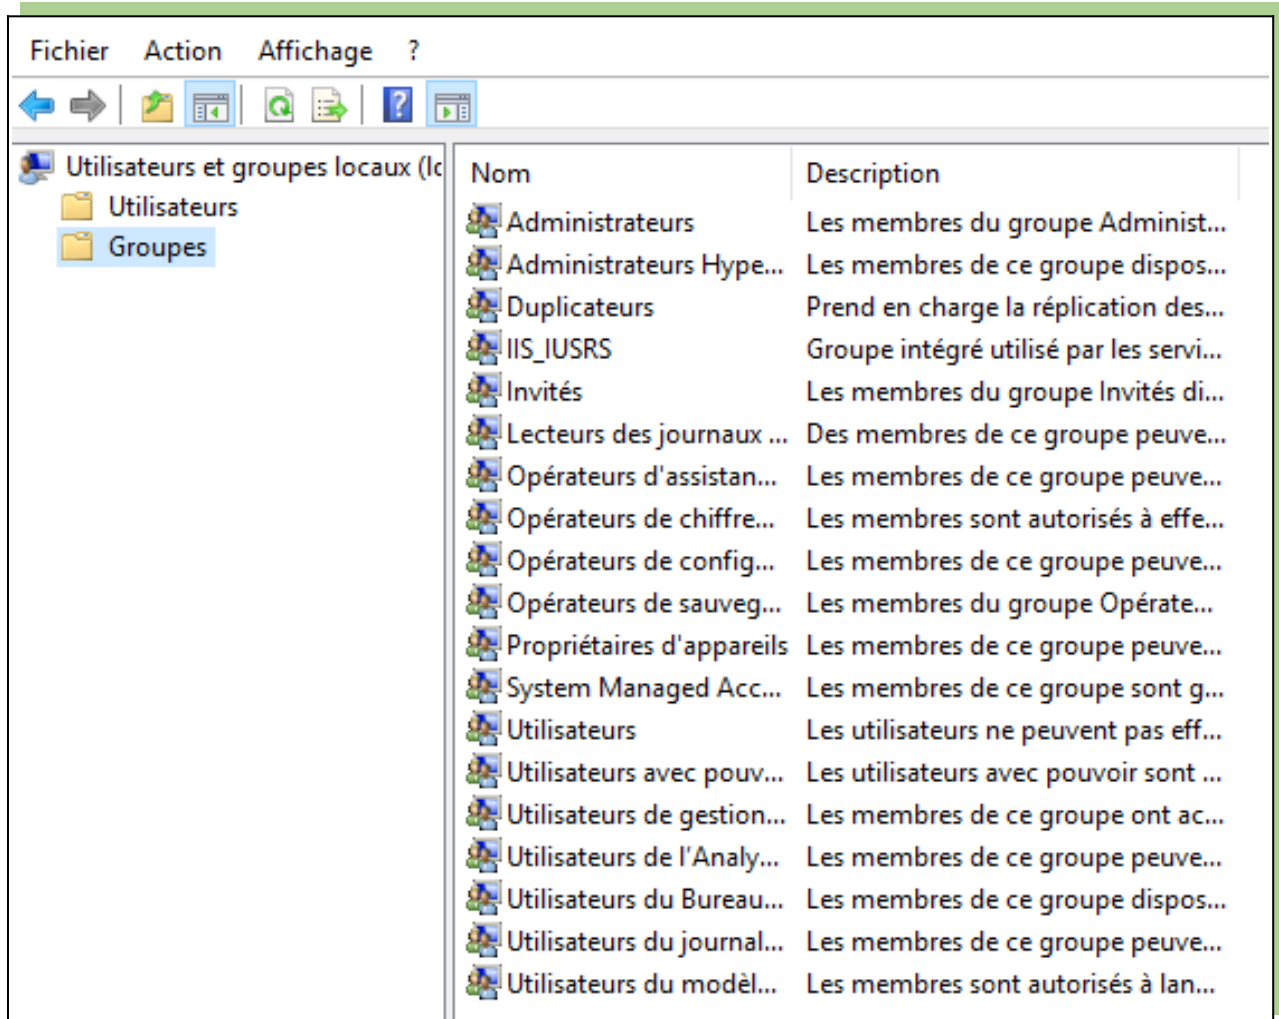 Fichier Action Affichage ?
Utilisateurs et groupes locaux (lc
Utilisateurs
Groupes
Nom Description
Administrateurs Les membres du groupe Administ...
Administrateurs Hype... Les membres de ce groupe dispos...
Duplicateurs Prend en charge la réplication des...
IIS_IUSRS Groupe intégré utilisé par les servi...
Invités Les membres du groupe Invités di...
Lecteurs des journaux ... Des membres de ce groupe peuve...
Opérateurs d'assistan... Les membres de ce groupe peuve...
Opérateurs de chiffre... Les membres sont autorisés à effe...
Opérateurs de config... Les membres de ce groupe peuve...
Opérateurs de sauveg... Les membres du groupe Opérate...
Propriétaires d'appareils Les membres de ce groupe peuve...
System Managed Acc... Les membres de ce groupe sont g...
Utilisateurs Les utilisateurs ne peuvent pas eff...
Utilisateurs avec pouv... Les utilisateurs avec pouvoir sont ...
Utilisateurs de gestion... Les membres de ce groupe ont ac...
Utilisateurs de l’Analy... Les membres de ce groupe peuve...
Utilisateurs du Bureau... Les membres de ce groupe dispos...
Utilisateurs du journal... Les membres de ce groupe peuve...
Utilisateurs du modèl... Les membres sont autorisés à lan...